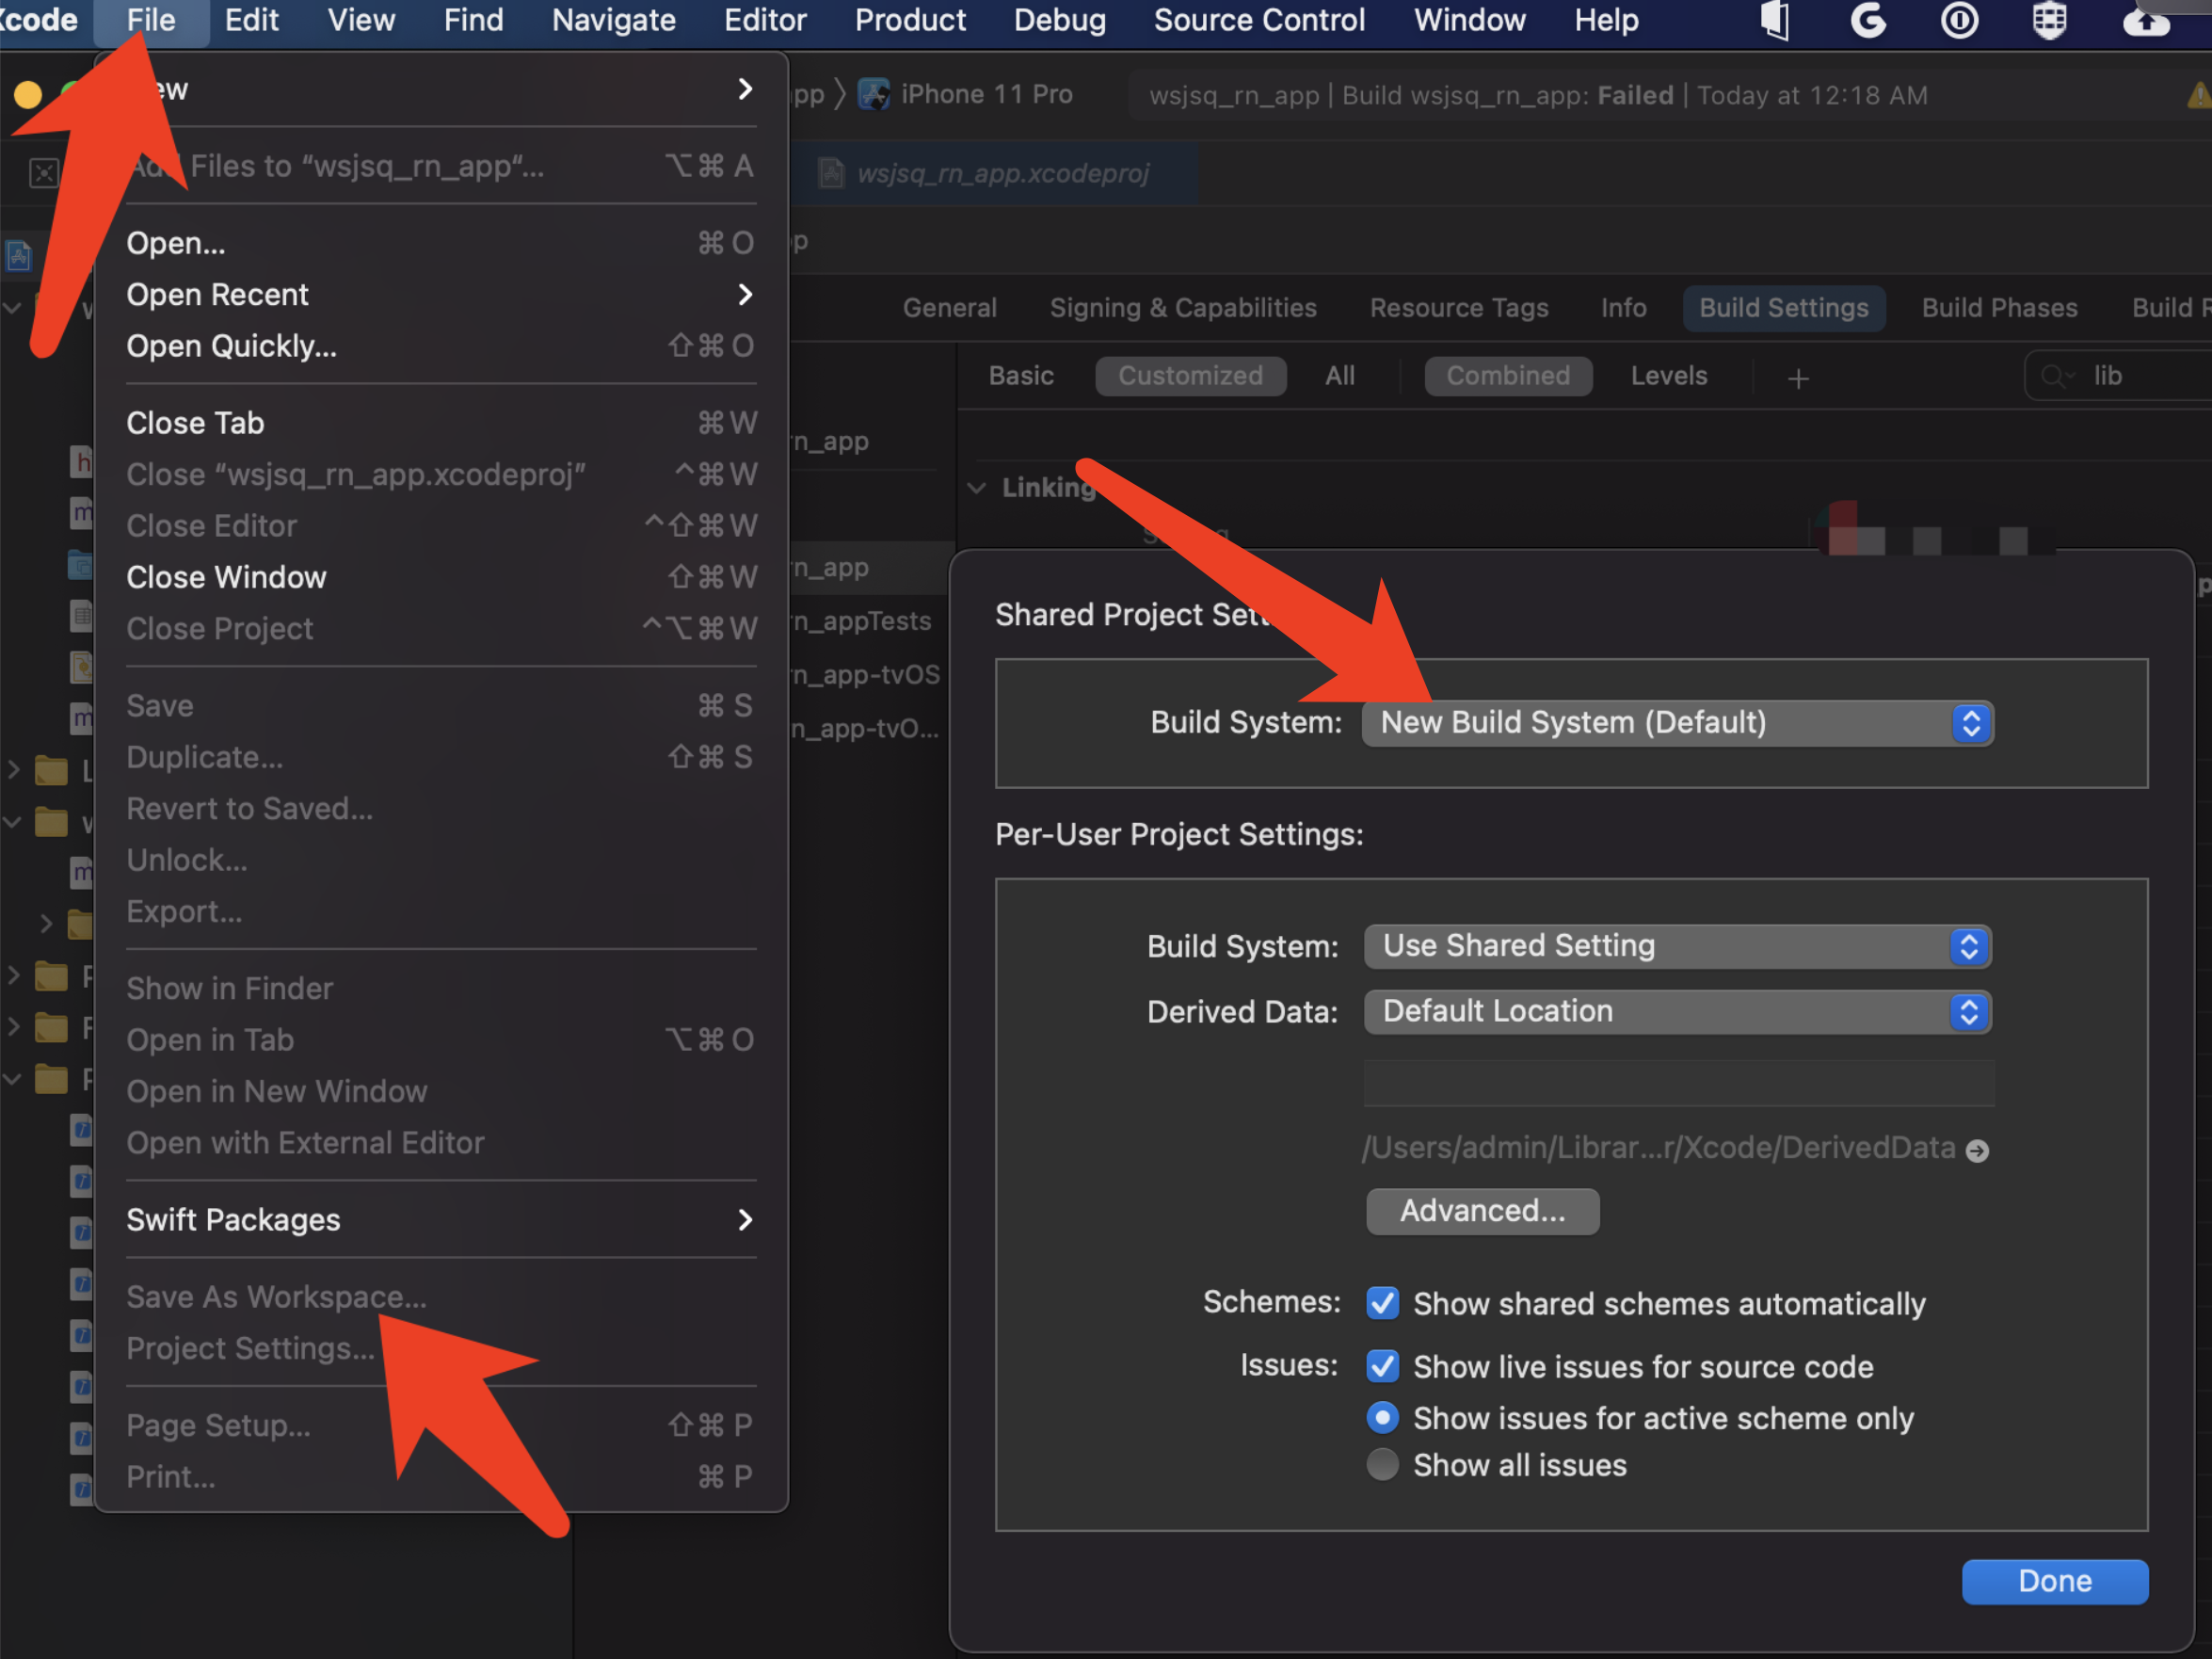 Xcode File Edit View Find Navigate Editor Product Debug Source Control Window Help
ew
Add Files to “wsjsq_rn_app“... ⌥⌘ A
Open... ⌘ O
Open Recent
Open Quickly... ⇧⌘ O
Close Tab ⌘ W
Close “wsjsq_rn_app.xcodeproj” ^⌘ W
Close Editor ^⇧⌘ W
Close Window ⇧⌘ W
Close Project ^⌥⌘ W
Save ⌘ S
Duplicate... ⇧⌘ S
Revert to Saved...
Unlock...
Export...
Show in Finder
Open in Tab ⌥⌘ O
Open in New Window
Open with External Editor
Swift Packages
Save As Workspace...
Project Settings...
Page Setup... ⇧⌘ P
Print... ⌘ P
pp 〉 iPhone 11 Pro
wsjsq_rn_app | Build wsjsq_rn_app: Failed | Today at 12:18 AM
wsjsq_rn_app.xcodeproj
p
General Signing & Capabilities Resource Tags Info Build Settings Build Phases Build R
Basic Customized All Combined Levels + lib
rn_app
Linking
rn_app
rn_appTests
rn_app-tvOS
n_app-tvO...
Shared Project Sett
Build System: New Build System (Default)
Per-User Project Settings:
Build System: Use Shared Setting
Derived Data: Default Location
/Users/admin/Librar...r/Xcode/DerivedData
Advanced...
Schemes: Show shared schemes automatically
Issues: Show live issues for source code
Show issues for active scheme only
Show all issues
Done